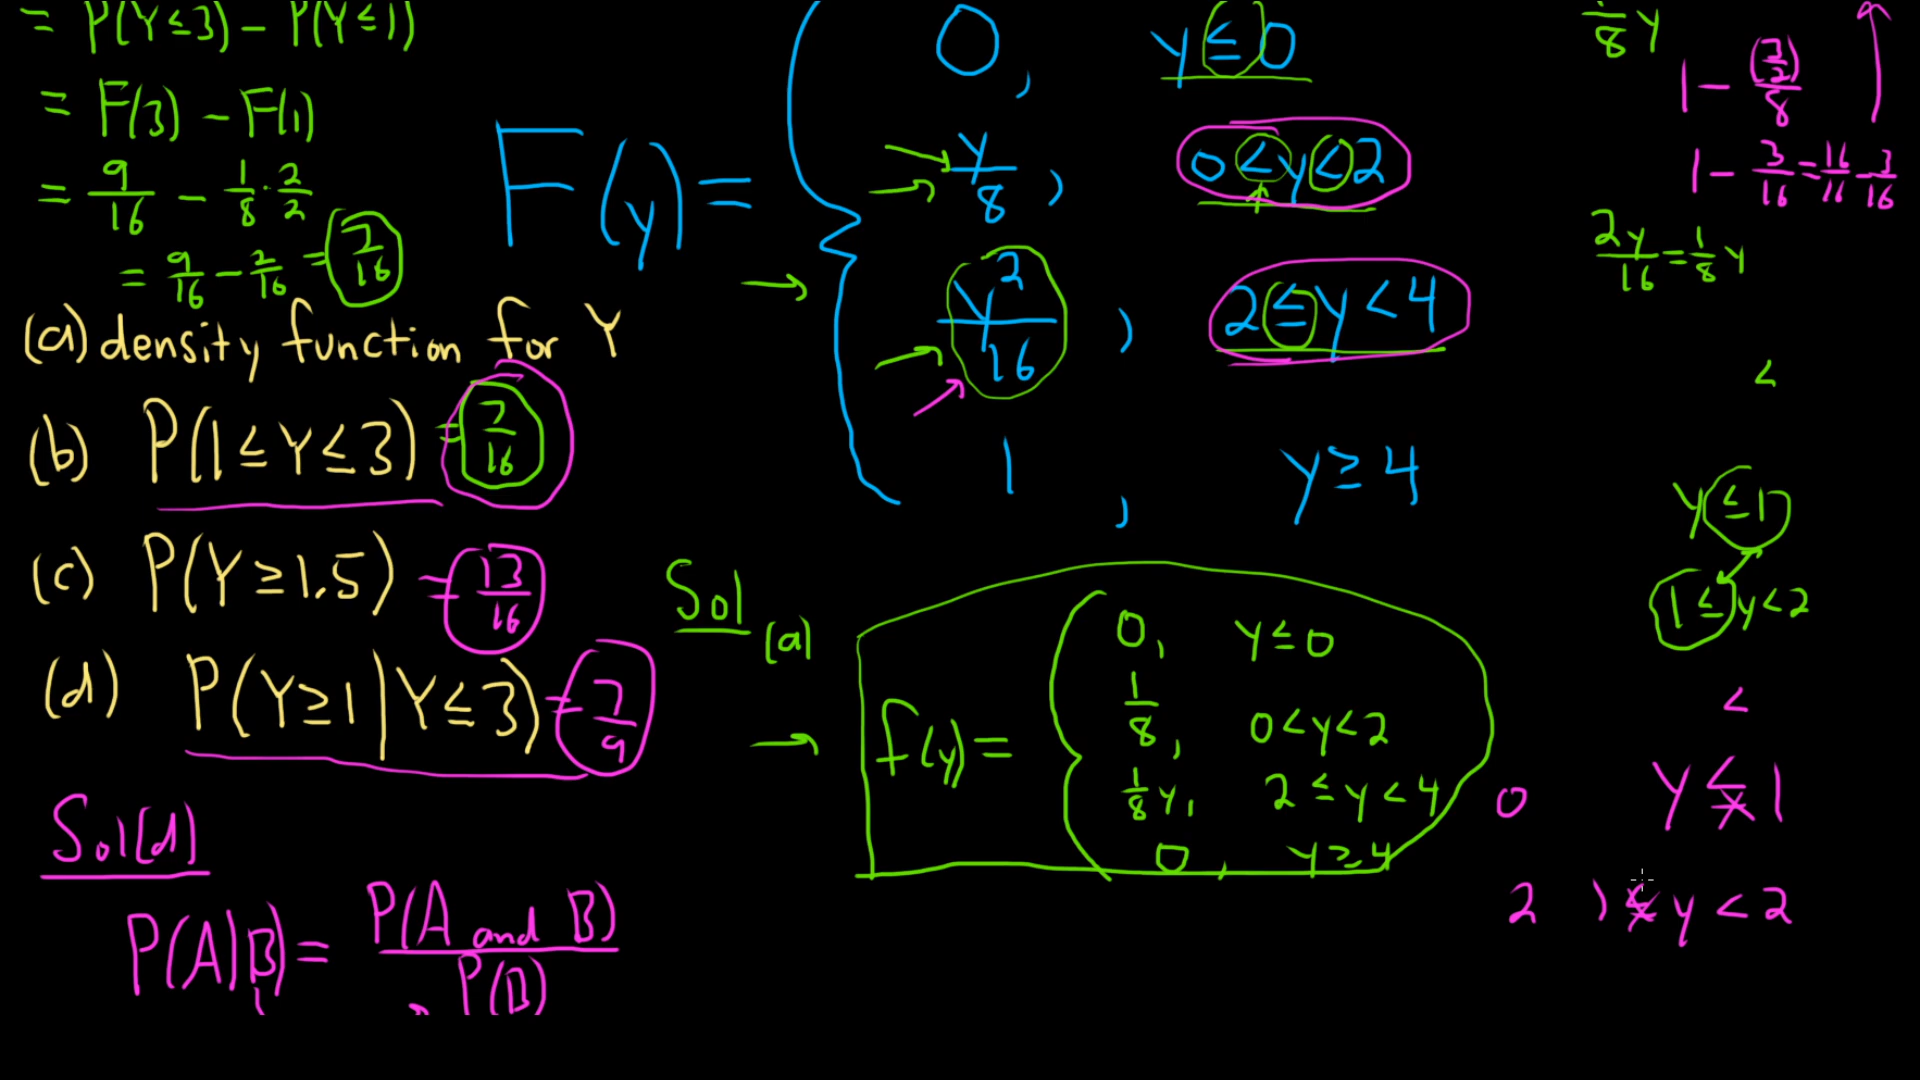 = P(Y ≤ 3) − P(Y ≤ 1)
= F(3) − F(1)
= 9/16 − 1/8 · 2/2
= 9/16 − 2/16 = 7/16
(a) density function for Y
(b) P(1 ≤ Y ≤ 3) = 7/16
(c) P(Y ≥ 1.5) = 13/16
(d) P(Y ≥ 1 | Y ≤ 3) = 7/9
Sol(d)
P(A|B) = P(A and B) / P(B)
F(y) = {
0, y ≤ 0
y/8, 0 < y < 2
y²/16, 2 ≤ y < 4
1, y ≥ 4
Sol (a)
f(y) = {
0, y ≤ 0
1/8, 0 < y < 2
1/8 y, 2 ≤ y < 4
0, y ≥ 4
1/8 y
1 − (3/2)/8
1 − 3/16 = 16/16 − 3/16
2y/16 = 1/8 y
<
y ≤ 1
1 ≤ y < 2
<
0 y ≤ 1
2 1 ≤ y < 2